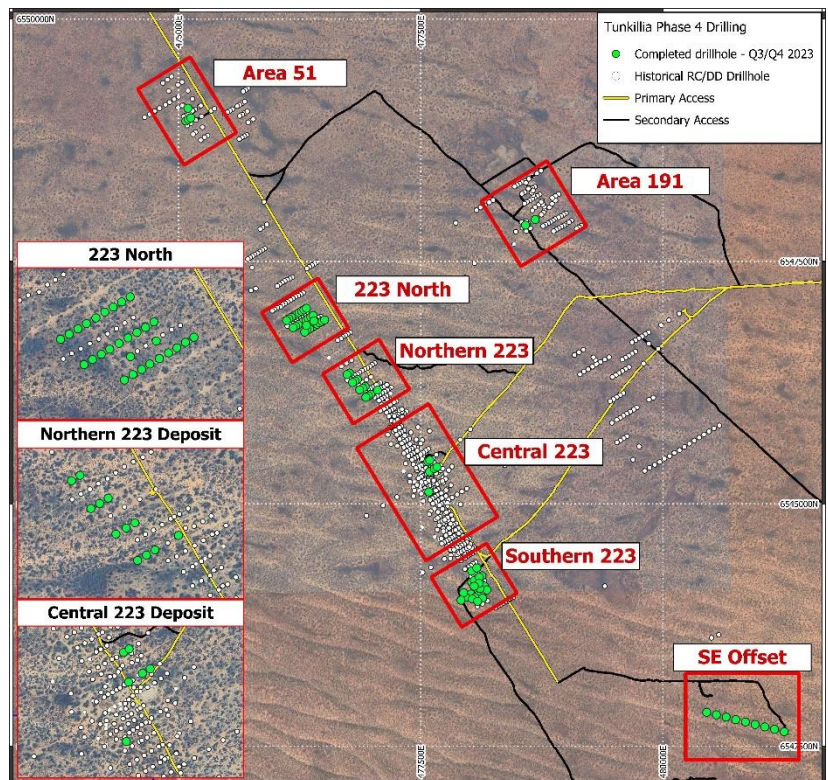 6550000N
475000E
477500E
Tunkillia Phase 4 Drilling
Completed drillhole - Q3/Q4 2023
Historical RC/DD Drillhole
Primary Access
Secondary Access
Area 51
Area 191
6547500N
223 North
223 North
Northern 223
Northern 223 Deposit
Central 223
6545000N
Southern 223
Central 223 Deposit
SE Offset
477500E
480000E